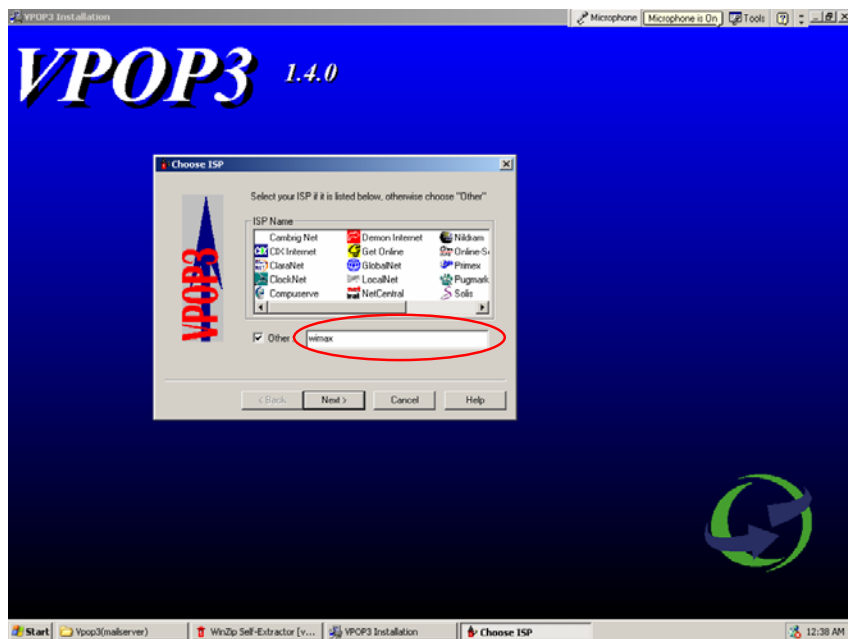 VPOP3 Installation
Microphone
Microphone is On
Tools
VPOP3 1.4.0
Choose ISP
Select your ISP if it is listed below, otherwise choose "Other"
ISP Name
Cambrig Net
Demon Internet
Nildram
CIX Internet
Get Online
Online-S
ClaraNet
GlobalNet
Primex
ClockNet
LocalNet
Pugmark
Compuserve
NetCentral
Solis
VPOP3
Other
wimax
< Back
Next >
Cancel
Help
Start
Vpop3(mailserver)
WinZip Self-Extractor [v...
VPOP3 Installation
Choose ISP
12:38 AM